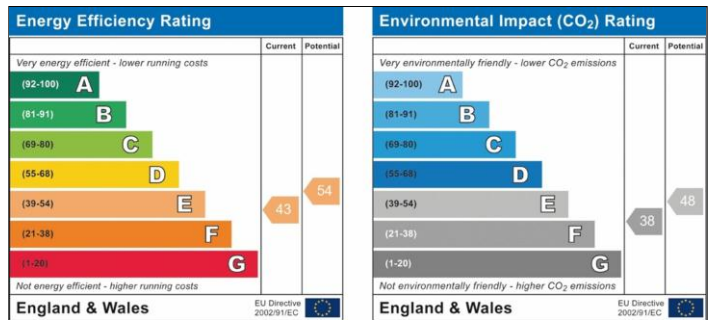 Energy Efficiency Rating
Current Potential
Very energy efficient - lower running costs
(92-100) A
(81-91) B
(69-80) C
(55-68) D
(39-54) E
(21-38) F
(1-20) G
43
54
Not energy efficient - higher running costs
England & Wales
EU Directive
2002/91/EC
Environmental Impact (CO₂) Rating
Current Potential
Very environmentally friendly - lower CO₂ emissions
(92-100) A
(81-91) B
(69-80) C
(55-68) D
(39-54) E
(21-38) F
(1-20) G
38
48
Not environmentally friendly - higher CO₂ emissions
England & Wales
EU Directive
2002/91/EC